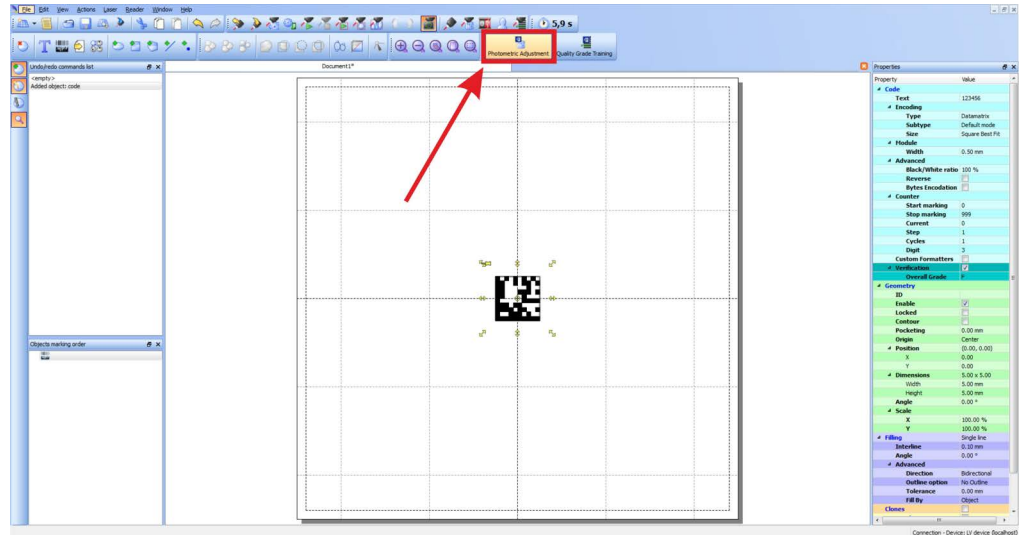 File Edit View Actions Laser Reader Window Help
5,9 s
Photometric Adjustment Quality Grade Training
Undo/redo commands list
<empty>
Added object: code
Document1*
Objects marking order
Properties
Property Value
Code
Text 123456
Encoding
Type Datamatrix
Subtype Default mode
Size Square Best Fit
Module
Width 0.50 mm
Advanced
Black/White ratio 100 %
Reverse
Bytes Encodation
Counter
Start marking 0
Stop marking 999
Current 0
Step 1
Cycles 1
Digit 3
Custom Formatters
Verification
Overall Grade F
Geometry
ID
Enable
Locked
Contour
Pocketing 0.00 mm
Origin Center
Position (0.00, 0.00)
X 0.00
Y 0.00
Dimensions 5.00 x 5.00
Width 5.00 mm
Height 5.00 mm
Angle 0.00 °
Scale
X 100.00 %
Y 100.00 %
Filling Single line
Interline 0.10 mm
Angle 0.00 °
Advanced
Direction Bidirectional
Outline option No Outline
Tolerance 0.00 mm
Fill By Object
Clones
Connection - Device: LV device (localhost)